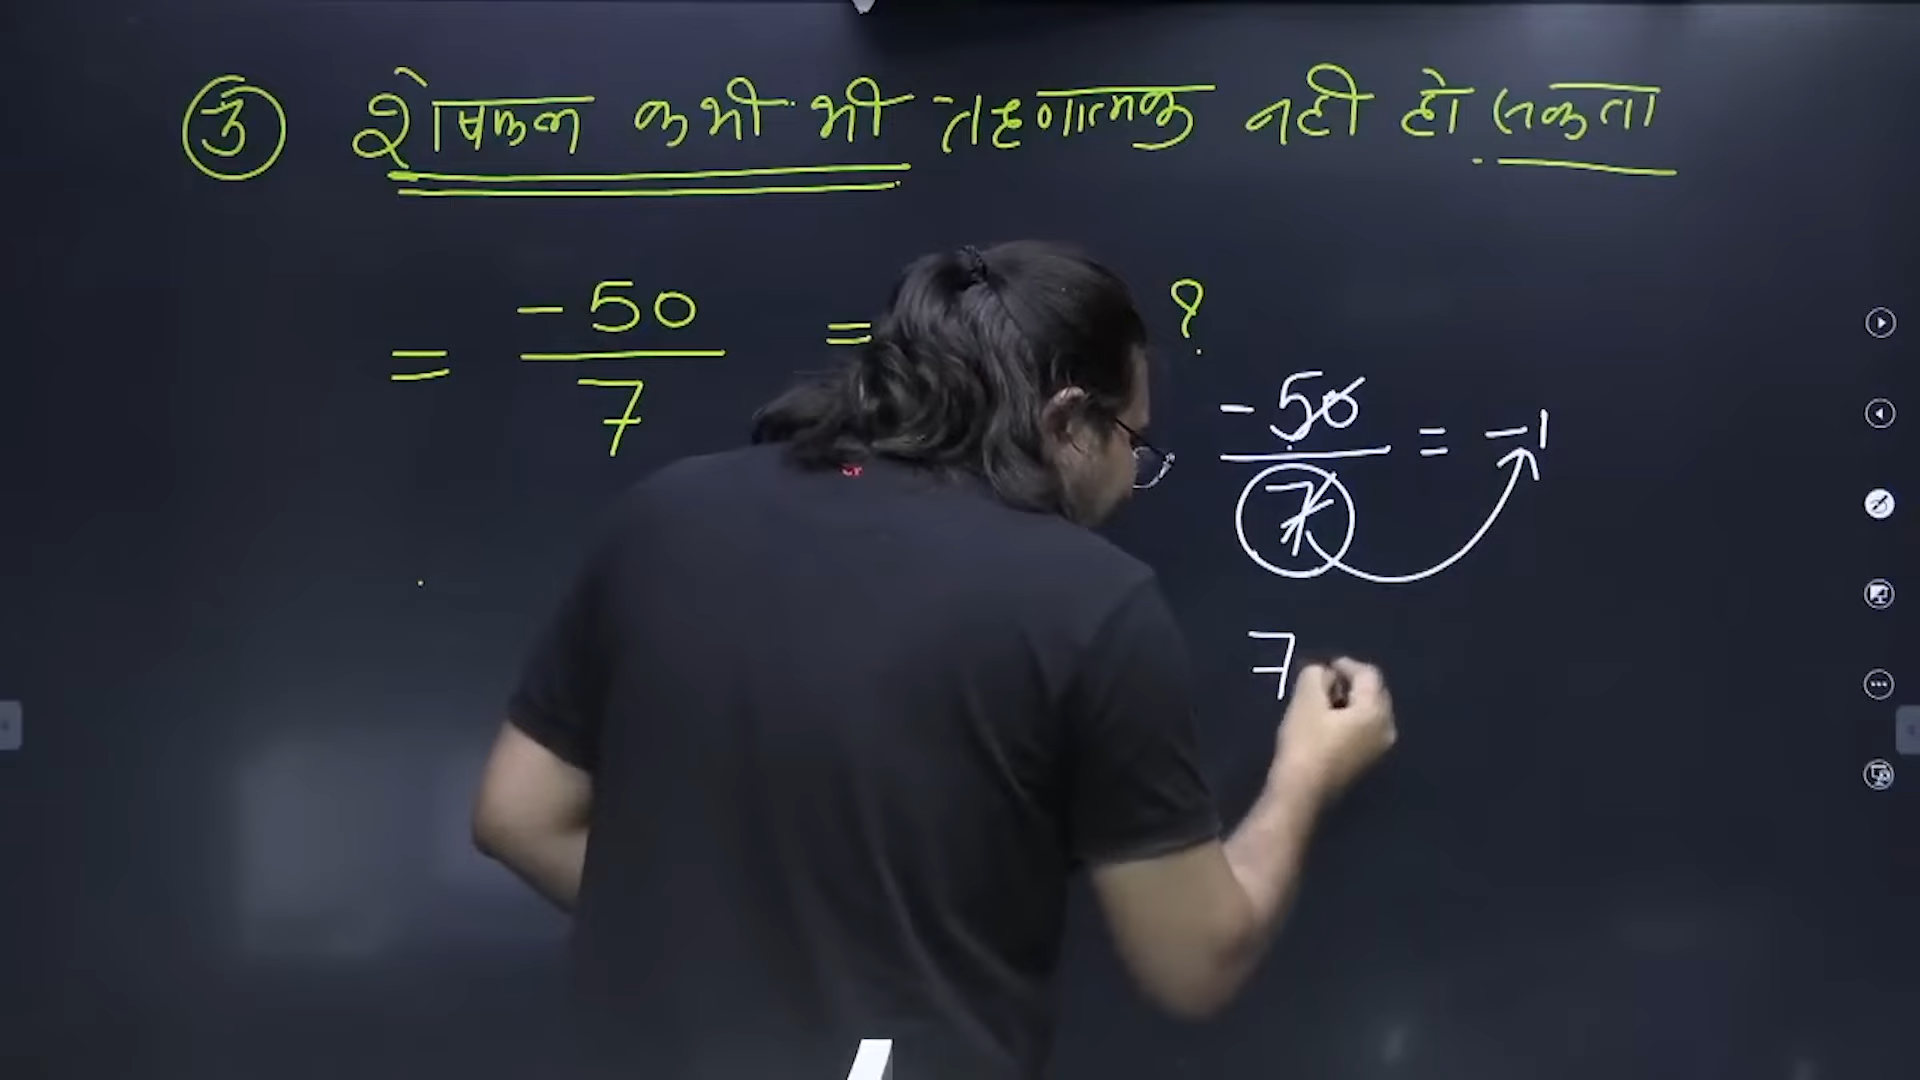 ③ शेषफल कभी भी ऋणात्मक नही हो सकता
= -50/7 = ?
-50/7 = -1
7